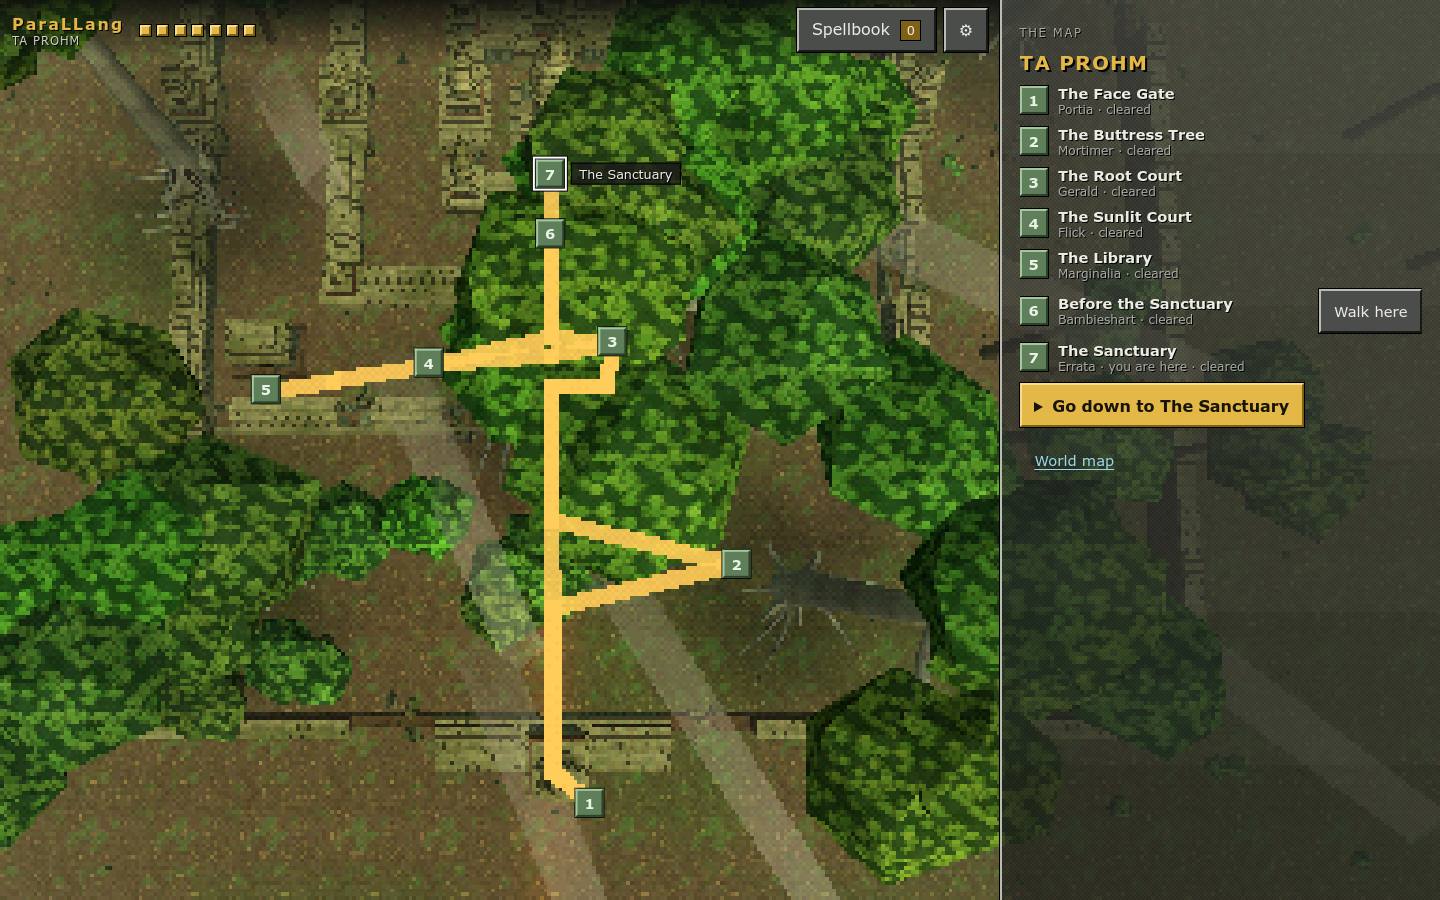 ParaLLang
TA PROHM
Spellbook 0
⚙
7 The Sanctuary
6
3
4
5
2
1
THE MAP
TA PROHM
1 The Face Gate
Portia · cleared
2 The Buttress Tree
Mortimer · cleared
3 The Root Court
Gerald · cleared
4 The Sunlit Court
Flick · cleared
5 The Library
Marginalia · cleared
6 Before the Sanctuary
Bambieshart · cleared
Walk here
7 The Sanctuary
Errata · you are here · cleared
▸ Go down to The Sanctuary
World map